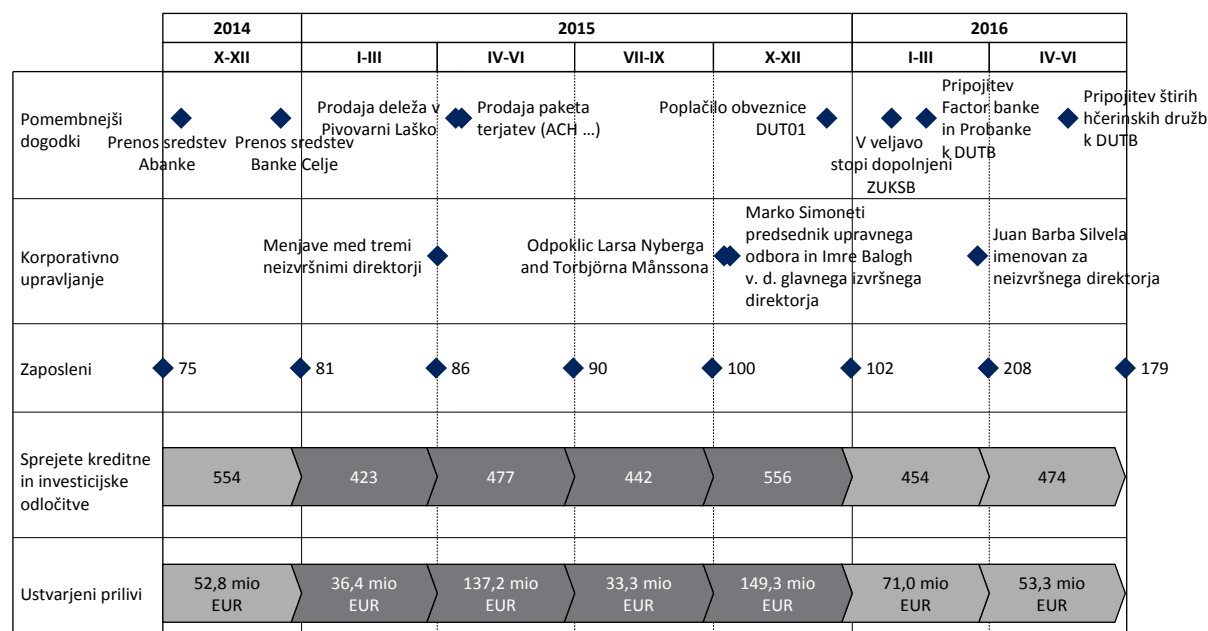 2014
2015
2016
X-XII
I-III
IV-VI
VII-IX
X-XII
I-III
IV-VI
Pomembnejši
dogodki
Prenos sredstev
Abanke
Prenos sredstev
Banke Celje
Prodaja deleža v
Pivovarni Laško
Prodaja paketa
terjatev (ACH ...)
Poplačilo obveznice
DUT01
V veljavo
stopi dopolnjeni
ZUKSB
Pripojitev
Factor banke
in Probanke
k DUTB
Pripojitev štirih
hčerinskih družb
k DUTB
Korporativno
upravljanje
Menjave med tremi
neizvršnimi direktorji
Odpoklic Larsa Nyberga
and Torbjörna Månssona
Marko Simoneti
predsednik upravnega
odbora in Imre Balogh
v. d. glavnega izvršnega
direktorja
Juan Barba Silvela
imenovan za
neizvršnega direktorja
Zaposleni
75
81
86
90
100
102
208
179
Sprejete kreditne
in investicijske
odločitve
554
423
477
442
556
454
474
Ustvarjeni prilivi
52,8 mio
EUR
36,4 mio
EUR
137,2 mio
EUR
33,3 mio
EUR
149,3 mio
EUR
71,0 mio
EUR
53,3 mio
EUR